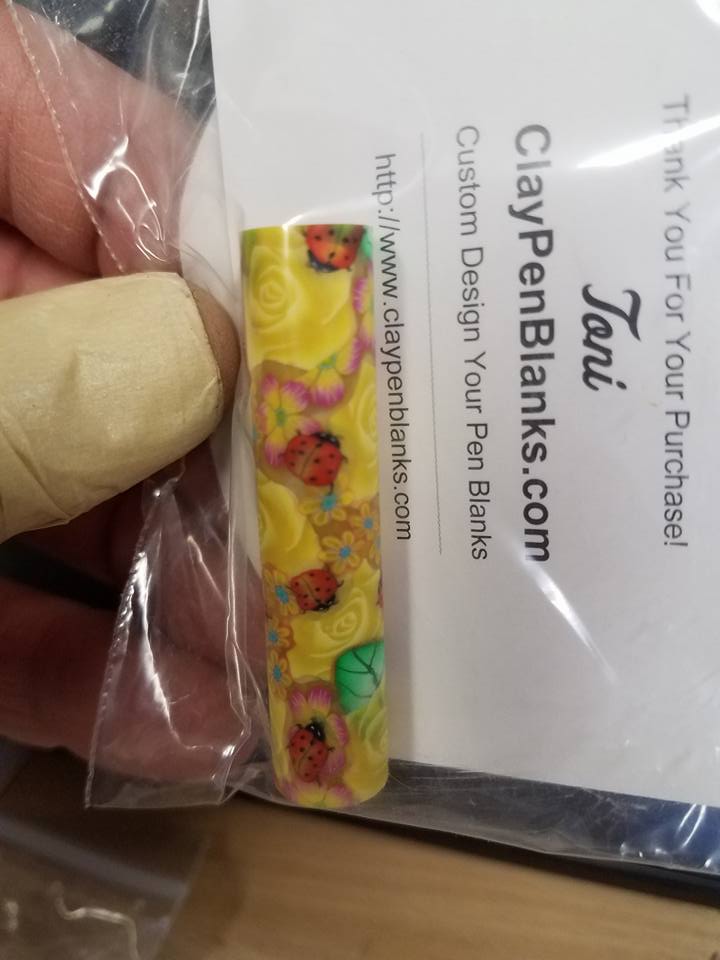 Thank You For Your Purchase!
Toni
ClayPenBlanks.com
Custom Design Your Pen Blanks
http://www.claypenblanks.com